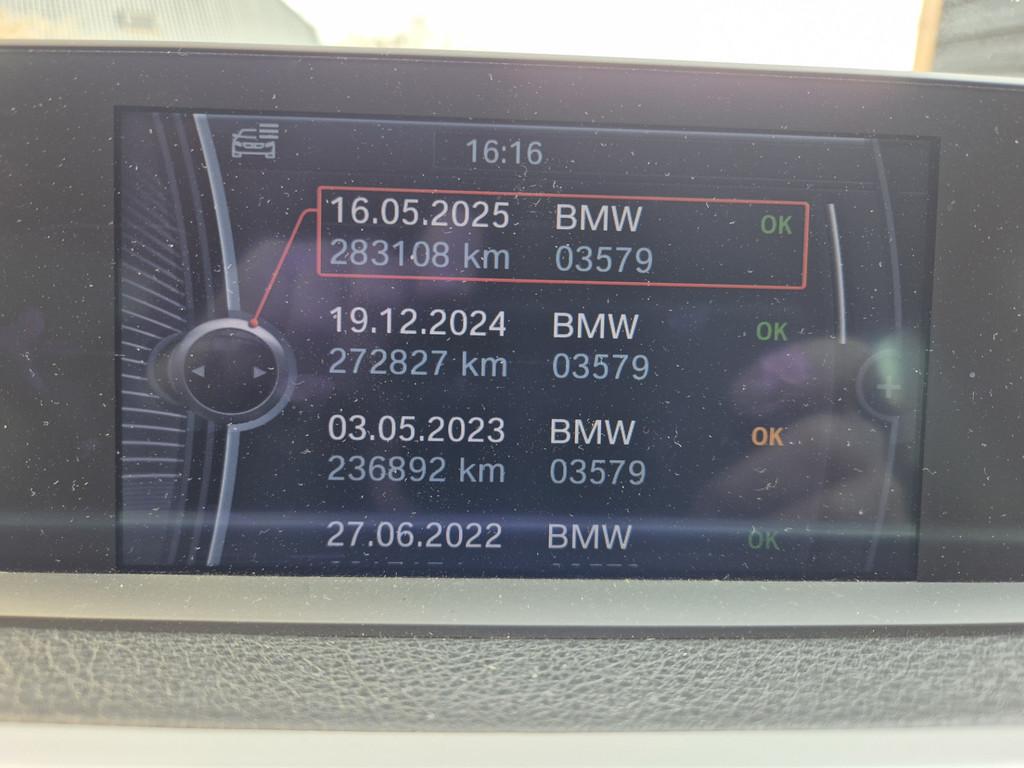 16:16
16.05.2025 BMW OK
283108 km 03579
19.12.2024 BMW OK
272827 km 03579
03.05.2023 BMW OK
236892 km 03579
27.06.2022 BMW OK